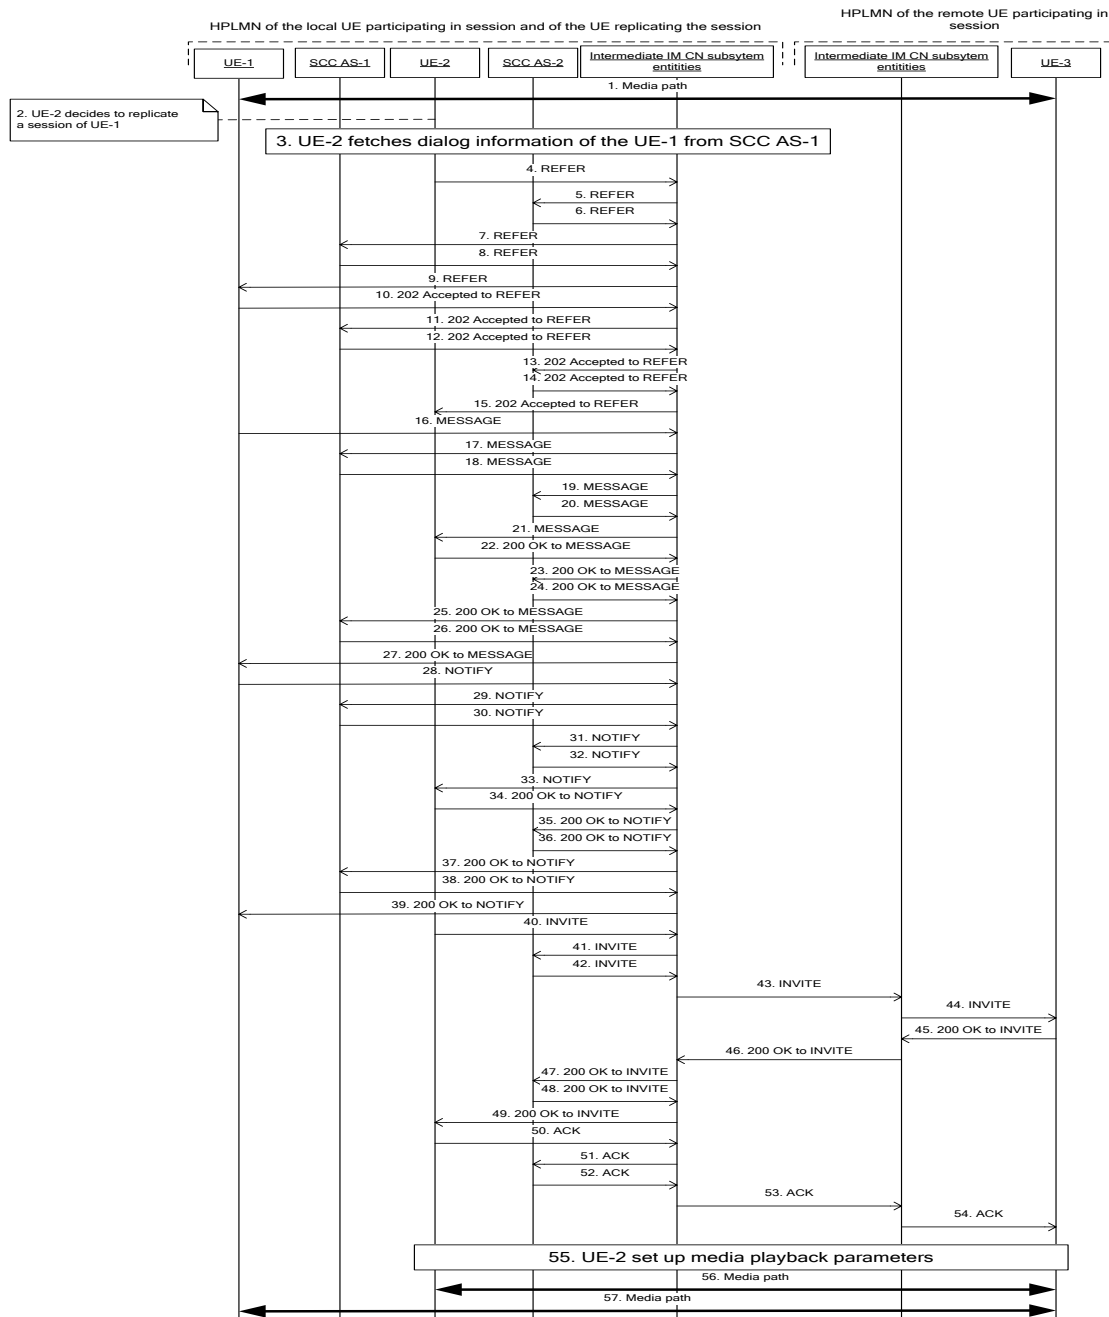 HPLMN of the local UE participating in session and of the UE replicating the session
HPLMN of the remote UE participating in
session
UE-1
SCC AS-1
UE-2
SCC AS-2
Intermediate IM CN subsytem
entities
Intermediate IM CN subsytem
entities
UE-3
1. Media path
2. UE-2 decides to replicate
a session of UE-1
3. UE-2 fetches dialog information of the UE-1 from SCC AS-1
4. REFER
5. REFER
6. REFER
7. REFER
8. REFER
9. REFER
10. 202 Accepted to REFER
11. 202 Accepted to REFER
12. 202 Accepted to REFER
13. 202 Accepted to REFER
14. 202 Accepted to REFER
15. 202 Accepted to REFER
16. MESSAGE
17. MESSAGE
18. MESSAGE
19. MESSAGE
20. MESSAGE
21. MESSAGE
22. 200 OK to MESSAGE
23. 200 OK to MESSAGE
24. 200 OK to MESSAGE
25. 200 OK to MESSAGE
26. 200 OK to MESSAGE
27. 200 OK to MESSAGE
28. NOTIFY
29. NOTIFY
30. NOTIFY
31. NOTIFY
32. NOTIFY
33. NOTIFY
34. 200 OK to NOTIFY
35. 200 OK to NOTIFY
36. 200 OK to NOTIFY
37. 200 OK to NOTIFY
38. 200 OK to NOTIFY
39. 200 OK to NOTIFY
40. INVITE
41. INVITE
42. INVITE
43. INVITE
44. INVITE
45. 200 OK to INVITE
46. 200 OK to INVITE
47. 200 OK to INVITE
48. 200 OK to INVITE
49. 200 OK to INVITE
50. ACK
51. ACK
52. ACK
53. ACK
54. ACK
55. UE-2 set up media playback parameters
56. Media path
57. Media path